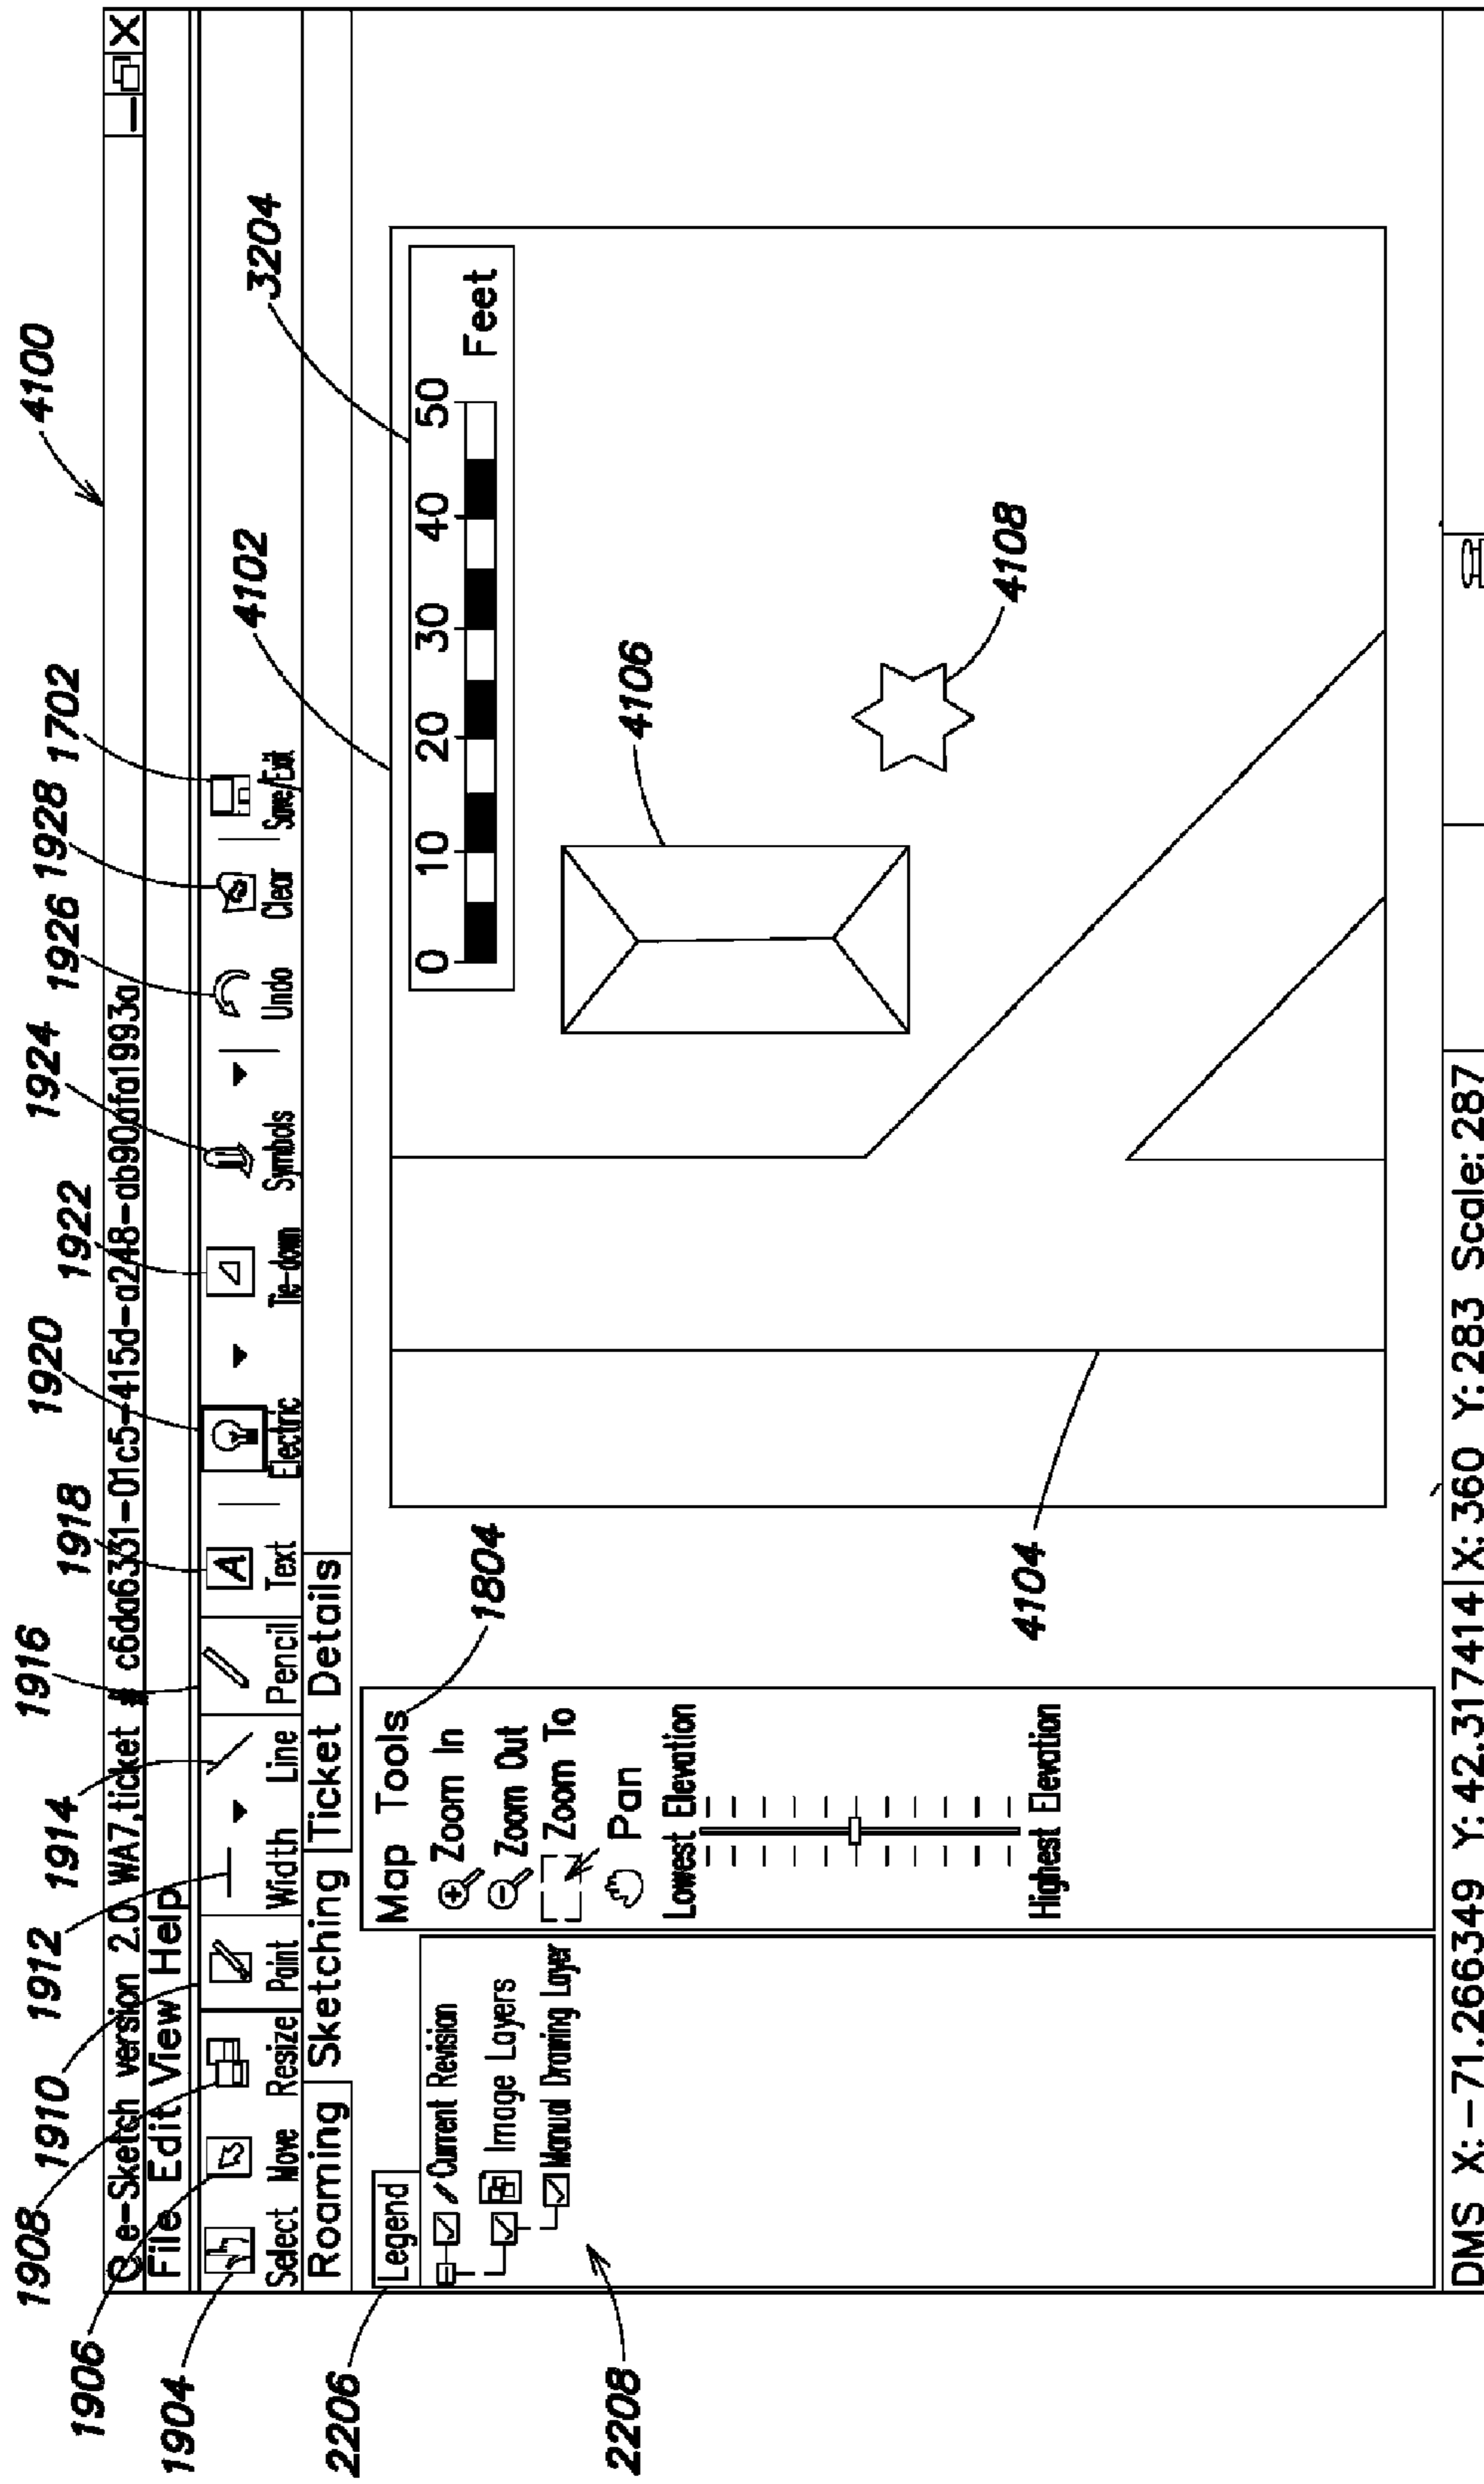 4100
1908 1910 1912 1914 1916 1918 1920 1922 1924 1926 1928 1702
1906
1904
4102
3204
e-Sketch version 2.0 WA7,ticket # c6da6331-01c5-415d-a248-ab90dfa1993a
File Edit View Help
Select Move Resize Paint Width Line Pencil Text Electric Tie-down Symbols Undo Clear Save/Exit
Roaming Sketching Ticket Details
2206
Legend
Current Revision
Image Layers
Manual Drawing Layer
2208
Map Tools
1804
Zoom In
Zoom Out
Zoom To
Pan
Lowest Elevation
Highest Elevation
0 10 20 30 40 50
Feet
4106
4108
4104
DMS X:-71.266349 Y:42.317414 X:360 Y:283 Scale:287